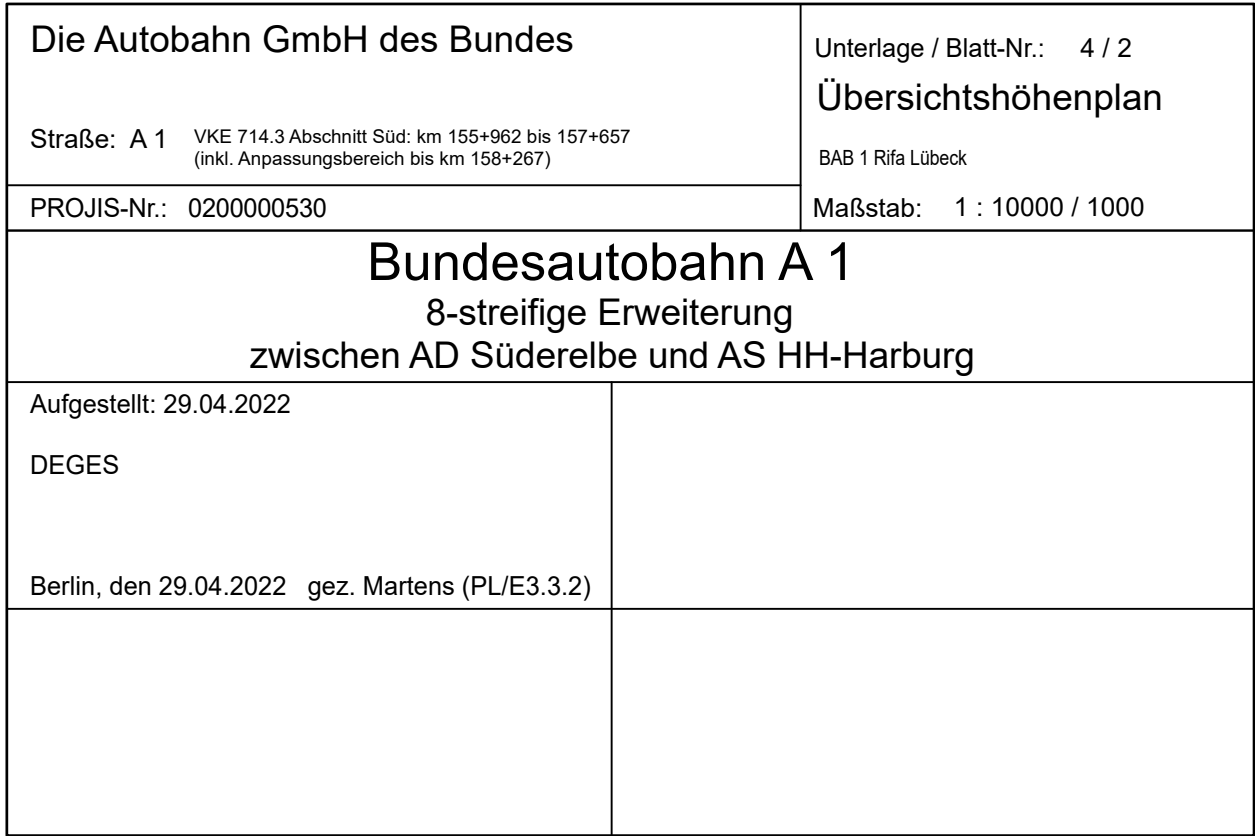 Die Autobahn GmbH des Bundes
Straße: A 1 VKE 714.3 Abschnitt Süd: km 155+962 bis 157+657
(inkl. Anpassungsbereich bis km 158+267)
PROJIS-Nr.: 0200000530
Unterlage / Blatt-Nr.: 4 / 2
Übersichtshöhenplan
BAB 1 Rifa Lübeck
Maßstab: 1 : 10000 / 1000
Bundesautobahn A 1
8-streifige Erweiterung
zwischen AD Süderelbe und AS HH-Harburg
Aufgestellt: 29.04.2022
DEGES
Berlin, den 29.04.2022 gez. Martens (PL/E3.3.2)